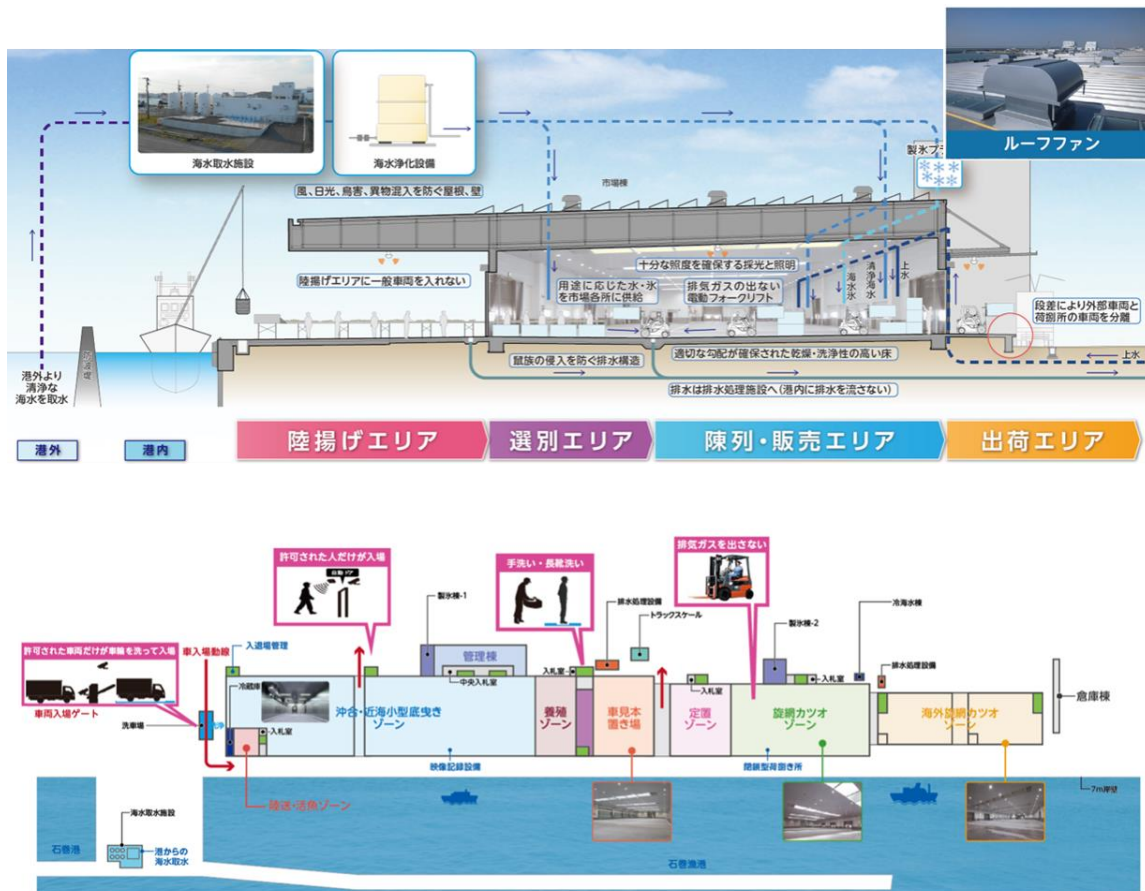 ルーフファン
海水取水施設
海水浄化設備
製氷プラ
風、日光、鳥害、異物混入を防ぐ屋根、壁
市場棟
陸揚げエリアに一般車両を入れない
十分な照度を確保する採光と照明
用途に応じた水・氷
を市場各所に供給
排気ガスの出ない
電動フォークリフト
海水氷
清浄海水
上水
段差により外部車両と
荷捌所の車両を分離
防波堤
港外より
清浄な
海水を取水
鼠族の侵入を防ぐ排水構造
適切な勾配が確保された乾燥・洗浄性の高い床
上水
排水は排水処理施設へ(港内に排水を流さない)
港外
港内
陸揚げエリア
選別エリア
陳列・販売エリア
出荷エリア
許可された人だけが入場
自動ドア
手洗い・長靴洗い
排気ガスを出さない
製氷棟-1
排水処理設備
トラックスケール
製氷棟-2
冷海水棟
許可された車両だけが車輪を洗って入場
車両入場ゲート
車入場動線
入退場管理
管理棟
中央入札室
入札室
入札室
入札室
排水処理設備
冷蔵庫
入札室
洗車場
洗浄
沖合・近海小型底曳き
ゾーン
養殖
ゾーン
車見本
置き場
定置
ゾーン
旋網カツオ
ゾーン
海外旋網カツオ
ゾーン
倉庫棟
映像記録設備
閉鎖型荷捌き所
陸送・活魚ゾーン
7m岸壁
海水取水施設
石巻港
港からの
海水取水
石巻漁港